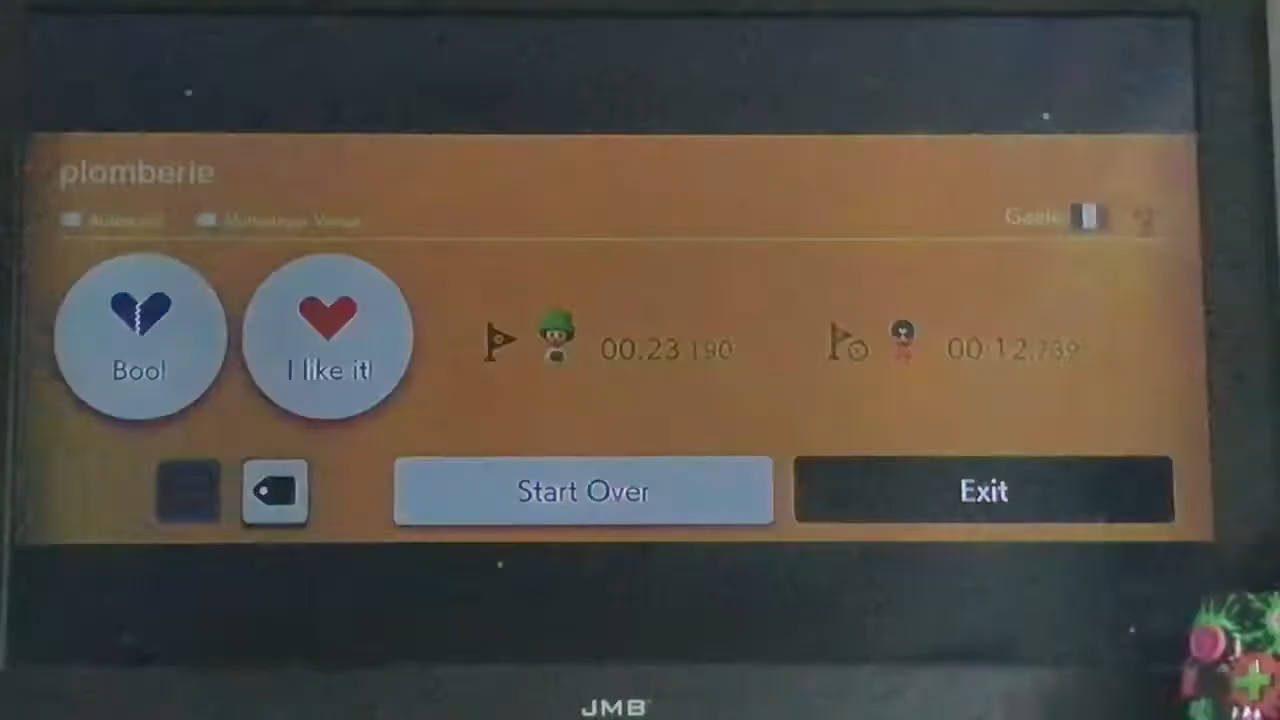 plomberie
Boo!
I like it!
00:23.190
00:12.739
Start Over
Exit
JMB